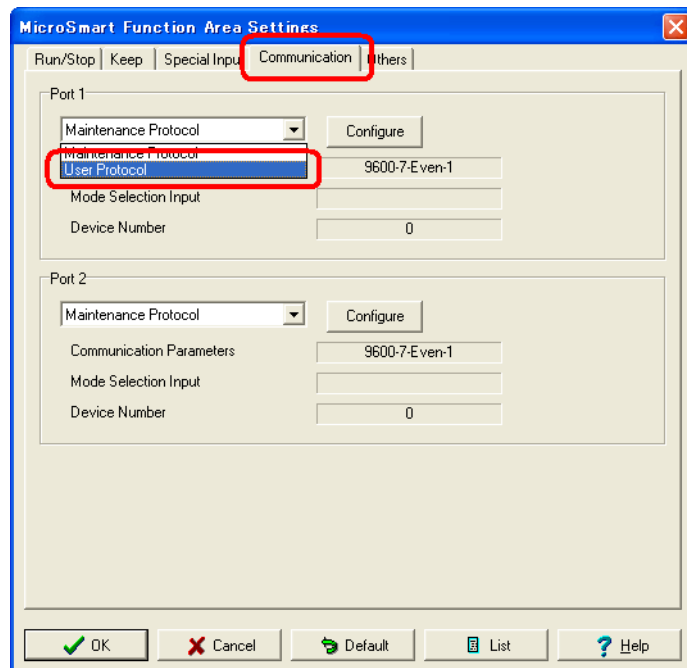 MicroSmart Function Area Settings
Run/Stop Keep Special Inpu Communication thers
Port 1
Maintenance Protocol Configure
Maintenance Protocol
User Protocol 9600-7-Even-1
Mode Selection Input
Device Number 0
Port 2
Maintenance Protocol Configure
Communication Parameters 9600-7-Even-1
Mode Selection Input
Device Number 0
OK Cancel Default List Help